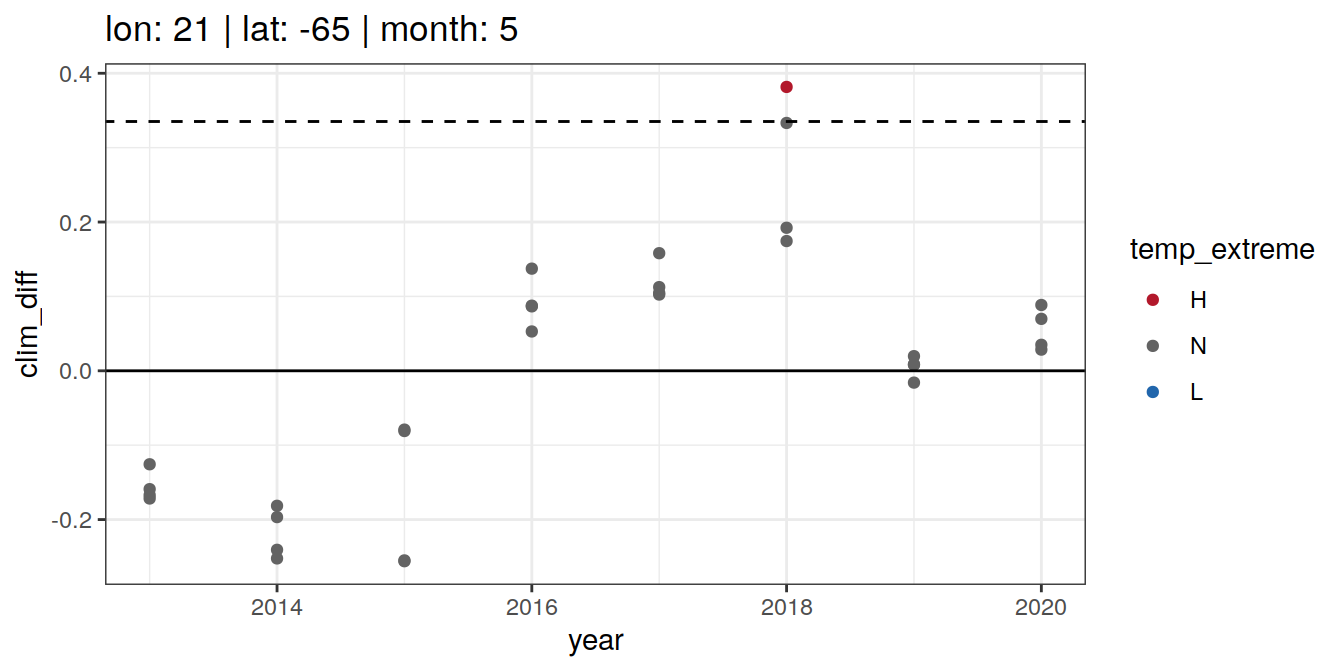 lon: 21 | lat: -65 | month: 5
clim_diff
0.4
0.2
0.0
-0.2
2014
2016
2018
2020
year
temp_extreme
H
N
L